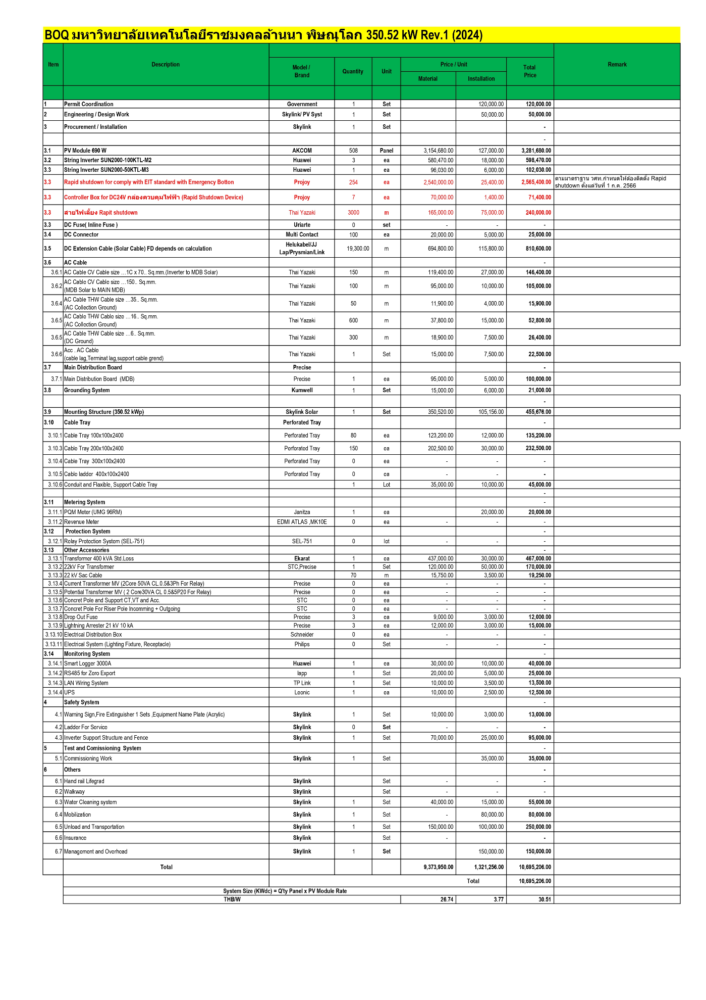 BOQ มหาวิทยาลัยเทคโนโลยีราชมงคลล้านนา พิษณุโลก 350.52 kW Rev.1 (2024)
Item Description Model / Brand Quantity Unit Price / Unit Total Price Remark
Material Installation
1 Permit Coordination Government 1 Set 120,000.00 120,000.00
2 Engineering / Design Work Skylink/ PV Syst 1 Set 50,000.00 50,000.00
3 Procurement / Installation Skylink 1 Set -
-
3.1 PV Module 690 W AKCOM 508 Panel 3,154,680.00 127,000.00 3,281,680.00
3.2 String Inverter SUN2000-100KTL-M2 Huawei 3 ea 580,470.00 18,000.00 598,470.00
3.3 String Inverter SUN2000-50KTL-M3 Huawei 1 ea 96,030.00 6,000.00 102,030.00
3.3 Rapid shutdown for comply with EIT standard with Emergency Botton Projoy 254 ea 2,540,000.00 25,400.00 2,565,400.00 ตามมาตราฐาน วศท.กำหนดให้ต้องติดตั้ง Rapid
shutdown ตั้งแต่วันที่ 1 ก.ค. 2566
3.3 Controller Box for DC24V กล่องควบคุมไฟฟ้า (Rapid Shutdown Device) Projoy 7 ea 70,000.00 1,400.00 71,400.00
3.3 สายไฟเลี้ยง Rapit shutdown Thai Yazaki 3000 m 165,000.00 75,000.00 240,000.00
3.3 DC Fuse( Inline Fuse ) Uriarte 0 set - - -
3.4 DC Connector Multi Contact 100 ea 20,000.00 5,000.00 25,000.00
3.5 DC Extension Cable (Solar Cable) FD depends on calculation Helukabel/JJ Lap/Prysmian/Link 19,300.00 m 694,800.00 115,800.00 810,600.00
3.6 AC Cable -
3.6.1 AC Cable CV Cable size …1C x 70.. Sq.mm.(Inverter to MDB Solar) Thai Yazaki 150 m 119,400.00 27,000.00 146,400.00
3.6.2 AC Cable CV Cable size …150.. Sq.mm.
(MDB Solar to MAIN MDB) Thai Yazaki 100 m 95,000.00 10,000.00 105,000.00
3.6.4 AC Cable THW Cable size …35.. Sq.mm.
(AC Collection Ground) Thai Yazaki 50 m 11,900.00 4,000.00 15,900.00
3.6.5 AC Cable THW Cable size …16.. Sq.mm.
(AC Collection Ground) Thai Yazaki 600 m 37,800.00 15,000.00 52,800.00
3.6.5 AC Cable THW Cable size …6.. Sq.mm.
(DC Ground) Thai Yazaki 300 m 18,900.00 7,500.00 26,400.00
3.6.6 Acc . AC Cable
(cable lag,Terminat lag,support cable grend) Thai Yazaki 1 Set 15,000.00 7,500.00 22,500.00
3.7 Main Distribution Board Precise -
3.7.1 Main Distribution Board (MDB) Precise 1 ea 95,000.00 5,000.00 100,000.00
3.8 Grounding System Kumwell 1 Set 15,000.00 6,000.00 21,000.00
-
3.9 Mounting Structure (350.52 kWp) Skylink Solar 1 Set 350,520.00 105,156.00 455,676.00
3.10 Cable Tray Perforated Tray -
3.10.1 Cable Tray 100x100x2400 Perforated Tray 80 ea 123,200.00 12,000.00 135,200.00
3.10.3 Cable Tray 200x100x2400 Perforated Tray 150 ea 202,500.00 30,000.00 232,500.00
3.10.4 Cable Tray 300x100x2400 Perforated Tray 0 ea - - -
3.10.5 Cable ladder 400x100x2400 Perforated Tray 0 ea - - -
3.10.6 Conduit and Flaxible, Support Cable Tray 1 Lot 35,000.00 10,000.00 45,000.00
-
3.11 Metering System -
3.11.1 PQM Meter (UMG 96RM) Janitza 1 ea 20,000.00 20,000.00
3.11.2 Revenue Meter EDMI ATLAS ,MK10E 0 ea - - -
3.12 Protection System -
3.12.1 Relay Protection System (SEL-751) SEL-751 0 lot - - -
3.13 Other Accessories -
3.13.1 Transformer 400 kVA Std.Loss Ekarat 1 ea 437,000.00 30,000.00 467,000.00
3.13.2 22kV For Transformer STC,Precise 1 Set 120,000.00 50,000.00 170,000.00
3.13.3 22 kV Sac Cable 70 m 15,750.00 3,500.00 19,250.00
3.13.4 Current Transformer MV (2Core 50VA CL.0.5&3Ph For Relay) Precise 0 ea - - -
3.13.5 Potential Transformer MV ( 2 Core30VA CL 0.5&5P20 For Relay) Precise 0 ea - - -
3.13.6 Concret Pole and Support CT,VT and Acc. STC 0 ea - - -
3.13.7 Concret Pole For Riser Pole Incomming + Outgoing STC 0 ea - - -
3.13.8 Drop Out Fuse Precise 3 ea 9,000.00 3,000.00 12,000.00
3.13.9 Lightning Arrester 21 kV 10 kA Precise 3 ea 12,000.00 3,000.00 15,000.00
3.13.10 Electrical Distribution Box Schneider 0 ea - - -
3.13.11 Electrical System (Lighting Fixture, Receptacle) Philips 0 Set - - -
3.14 Monitoring System -
3.14.1 Smart Logger 3000A Huawei 1 ea 30,000.00 10,000.00 40,000.00
3.14.2 RS485 for Zero Export lapp 1 Set 20,000.00 5,000.00 25,000.00
3.14.3 LAN Wiring System TP Link 1 Set 10,000.00 3,500.00 13,500.00
3.14.4 UPS Leonic 1 ea 10,000.00 2,500.00 12,500.00
4 Safety System -
4.1 Warning Sign,Fire Extinguisher 1 Sets ,Equipment Name Plate (Acrylic) Skylink 1 Set 10,000.00 3,000.00 13,000.00
4.2 Ladder For Service Skylink 0 Set - - -
4.3 Inverter Support Structure and Fence Skylink 1 Set 70,000.00 25,000.00 95,000.00
5 Test and Comissioning System -
5.1 Commissioning Work Skylink 1 Set 35,000.00 35,000.00
6 Others -
6.1 Hand rail Lifegrad Skylink Set - - -
6.2 Walkway Skylink Set - - -
6.3 Water Cleaning system Skylink 1 Set 40,000.00 15,000.00 55,000.00
6.4 Mobilization Skylink 1 Set - 80,000.00 80,000.00
6.5 Unload and Transportation Skylink 1 Set 150,000.00 100,000.00 250,000.00
6.6 Insurance Skylink Set - -
6.7 Management and Overhead Skylink 1 Set 150,000.00 150,000.00
Total 9,373,950.00 1,321,256.00 10,695,206.00
Total 10,695,206.00
System Size (KWdc) = Q'ty Panel x PV Module Rate
THB/W 26.74 3.77 30.51